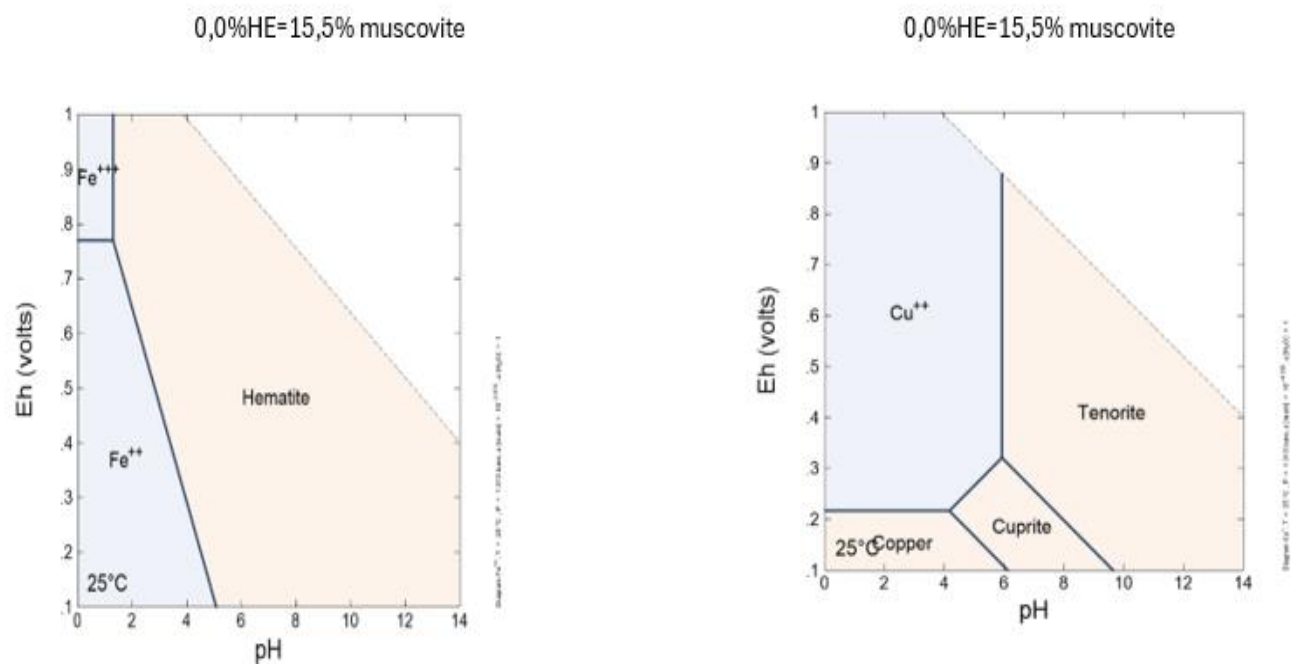 0,0%HE=15,5% muscovite
1
.9
.8
.7
.6
.5
.4
.3
.2
.1
Eh (volts)
Fe+++
Fe++
Hematite
25°C
0 2 4 6 8 10 12 14
pH
0,0%HE=15,5% muscovite
1
.9
.8
.7
.6
.5
.4
.3
.2
.1
Eh (volts)
Cu++
Tenorite
Cuprite
25°C Copper
0 2 4 6 8 10 12 14
pH